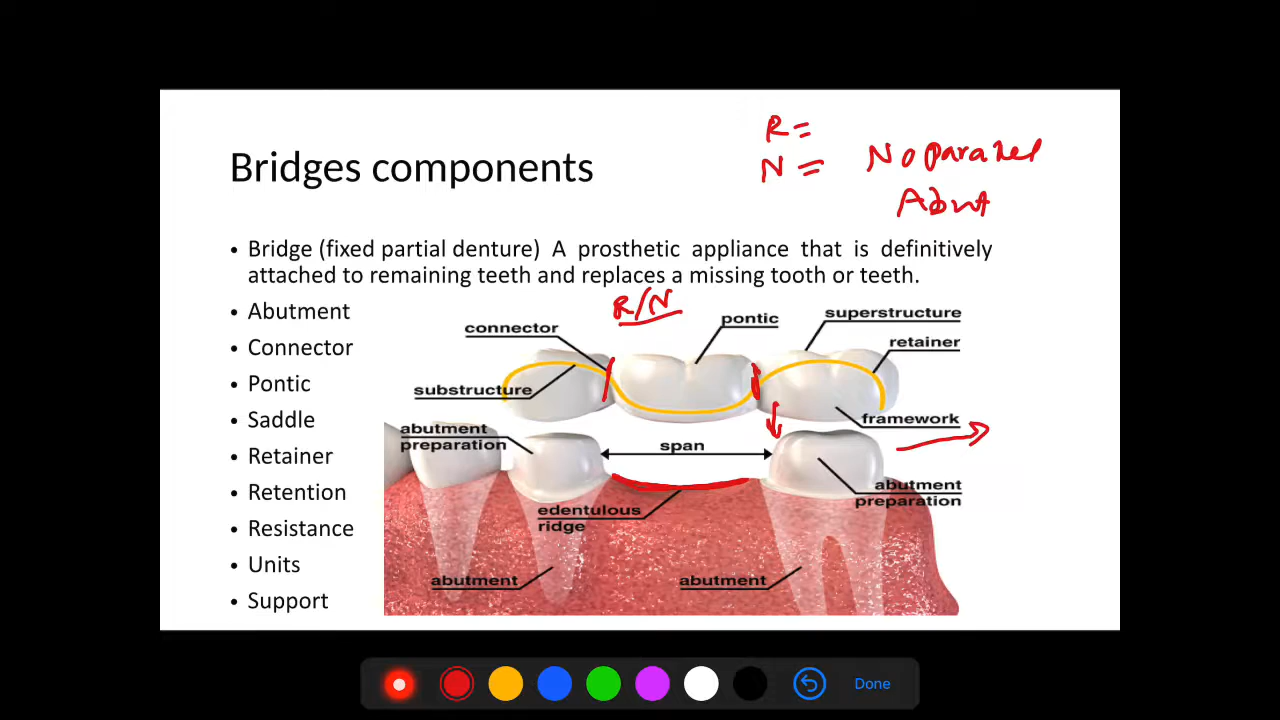 R =
N = No parallel
Abut
Bridges components
• Bridge (fixed partial denture) A prosthetic appliance that is definitively
attached to remaining teeth and replaces a missing tooth or teeth.
• Abutment
• Connector
• Pontic
• Saddle
• Retainer
• Retention
• Resistance
• Units
• Support
R/N
connector
pontic
superstructure
retainer
substructure
framework
abutment
preparation
span
abutment
preparation
edentulous
ridge
abutment
abutment
Done